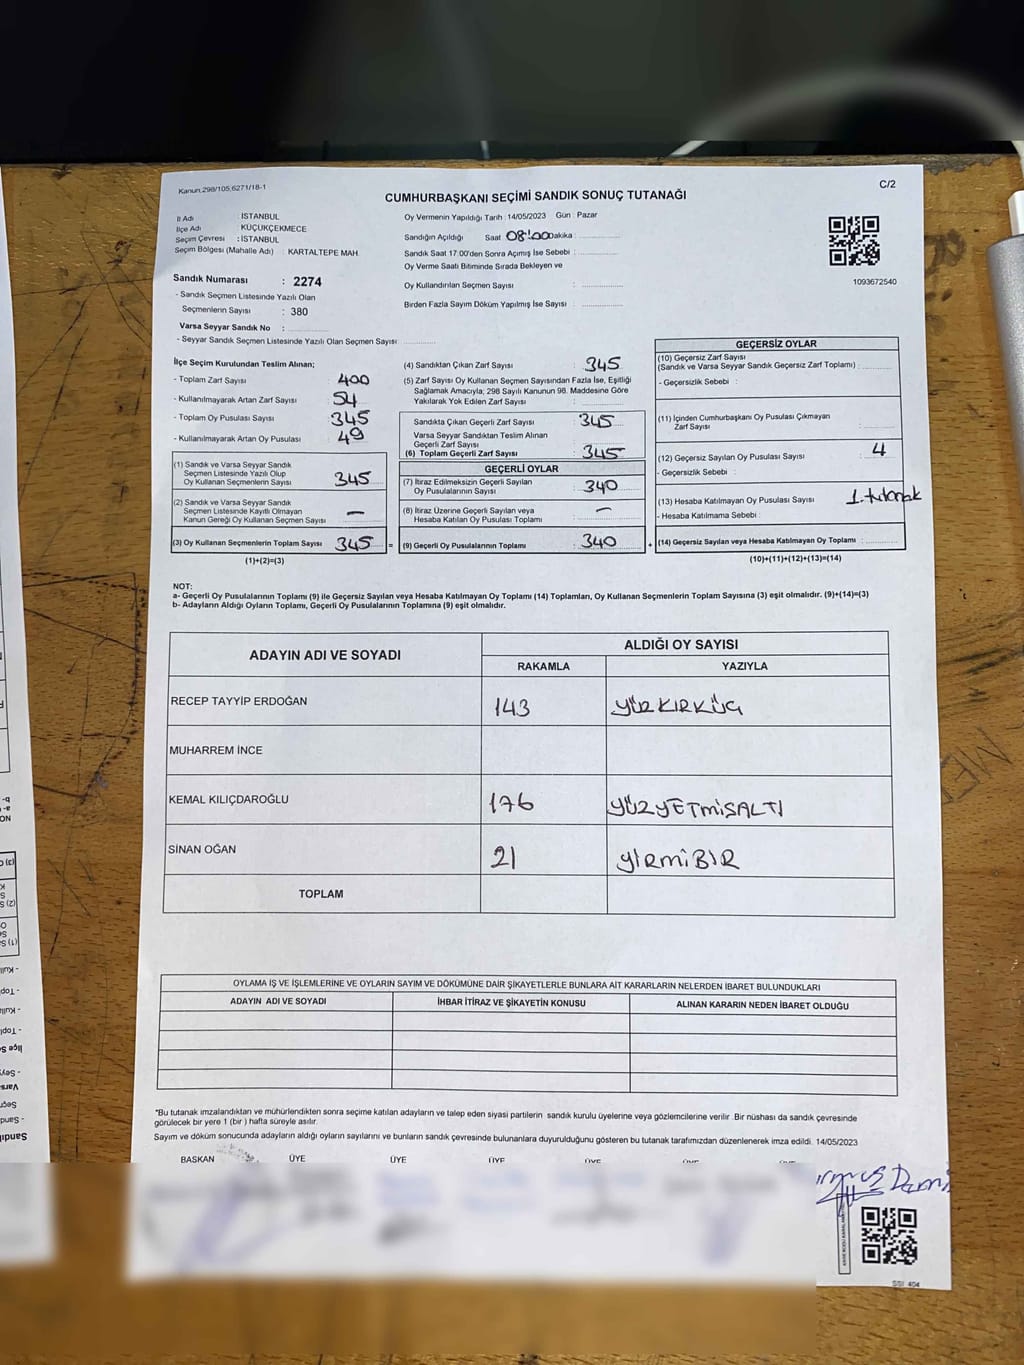 Kanun.298/105,6271/18-1
C/2
CUMHURBAŞKANI SEÇİMİ SANDIK SONUÇ TUTANAĞI
İl Adı İSTANBUL
İlçe Adı KÜÇÜKÇEKMECE
Seçim Çevresi : İSTANBUL
Seçim Bölgesi (Mahalle Adı) KARTALTEPE MAH.
Oy Vermenin Yapıldığı Tarih : 14/05/2023 Gün : Pazar
Sandığın Açıldığı Saat 08:00 Dakika :
Sandık Saat 17:00'den Sonra Açımış İse Sebebi :
Oy Verme Saati Bitiminde Sırada Bekleyen ve
Oy Kullandırılan Seçmen Sayısı :
Birden Fazla Sayım Döküm Yapılmış İse Sayısı :
1093672540
Sandık Numarası : 2274
- Sandık Seçmen Listesinde Yazılı Olan
Seçmenlerin Sayısı : 380
Varsa Seyyar Sandık No :
- Seyyar Sandık Seçmen Listesinde Yazılı Olan Seçmen Sayısı :
İlçe Seçim Kurulundan Teslim Alınan;
- Toplam Zarf Sayısı : 400
- Kullanılmayarak Artan Zarf Sayısı : 54
- Toplam Oy Pusulası Sayısı : 345
- Kullanılmayarak Artan Oy Pusulası : 49
(1) Sandık ve Varsa Seyyar Sandık
Seçmen Listesinde Yazılı Olup
Oy Kullanan Seçmenlerin Sayısı : 345
(2) Sandık ve Varsa Seyyar Sandık
Seçmen Listesinde Kayıtlı Olmayan
Kanun Gereği Oy Kullanan Seçmen Sayısı : –
(3) Oy Kullanan Seçmenlerin Toplam Sayısı : 345 =
(1)+(2)=(3)
(4) Sandıktan Çıkan Zarf Sayısı : 345
(5) Zarf Sayısı Oy Kullanan Seçmen Sayısından Fazla İse, Eşitliği
Sağlamak Amacıyla; 298 Sayılı Kanunun 98. Maddesine Göre
Yakılarak Yok Edilen Zarf Sayısı :
Sandıkta Çıkan Geçerli Zarf Sayısı : 345
Varsa Seyyar Sandıktan Teslim Alınan
Geçerli Zarf Sayısı :
(6) Toplam Geçerli Zarf Sayısı : 345
GEÇERLİ OYLAR
(7) İtiraz Edilmeksizin Geçerli Sayılan
Oy Pusulalarının Sayısı : 340
(8) İtiraz Üzerine Geçerli Sayılan veya
Hesaba Katılan Oy Pusulası Toplamı : –
(9) Geçerli Oy Pusulalarının Toplamı : 340 +
GEÇERSİZ OYLAR
(10) Geçersiz Zarf Sayısı
(Sandık ve Varsa Seyyar Sandık Geçersiz Zarf Toplamı) :
- Geçersizlik Sebebi :
(11) İçinden Cumhurbaşkanı Oy Pusulası Çıkmayan
Zarf Sayısı :
(12) Geçersiz Sayılan Oy Pusulası Sayısı : 4
- Geçersizlik Sebebi :
(13) Hesaba Katılmayan Oy Pusulası Sayısı : 1. tutanak
- Hesaba Katılmama Sebebi :
(14) Geçersiz Sayılan veya Hesaba Katılmayan Oy Toplamı :
(10)+(11)+(12)+(13)=(14)
NOT:
a- Geçerli Oy Pusulalarının Toplamı (9) ile Geçersiz Sayılan veya Hesaba Katılmayan Oy Toplamı (14) Toplamları, Oy Kullanan Seçmenlerin Toplam Sayısına (3) eşit olmalıdır. (9)+(14)=(3)
b- Adayların Aldığı Oyların Toplamı, Geçerli Oy Pusulalarının Toplamına (9) eşit olmalıdır.
ADAYIN ADI VE SOYADI
ALDIĞI OY SAYISI
RAKAMLA YAZIYLA
RECEP TAYYİP ERDOĞAN 143 YÜZKIRKÜÇ
MUHARREM İNCE
KEMAL KILIÇDAROĞLU 176 YÜZYETMİŞALTI
SİNAN OĞAN 21 YİRMİBİR
TOPLAM
OYLAMA İŞ VE İŞLEMLERİNE VE OYLARIN SAYIM VE DÖKÜMÜNE DAİR ŞİKAYETLERLE BUNLARA AİT KARARLARIN NELERDEN İBARET BULUNDUKLARI
ADAYIN ADI VE SOYADI İHBAR İTİRAZ VE ŞİKAYETİN KONUSU ALINAN KARARIN NEDEN İBARET OLDUĞU
*Bu tutanak imzalandıktan ve mühürlendikten sonra seçime katılan adayların ve talep eden siyasi partilerin sandık kurulu üyelerine veya gözlemcilerine verilir .Bir nüshası da sandık çevresinde
görülecek bir yere 1 (bir ) hafta süreyle asılır.
Sayım ve döküm sonucunda adayların aldığı oyların sayılarını ve bunların sandık çevresinde bulunanlara duyurulduğunu gösteren bu tutanak tarafımızdan düzenlenerek imza edildi. 14/05/2023
BAŞKAN ÜYE ÜYE ÜYE ÜYE